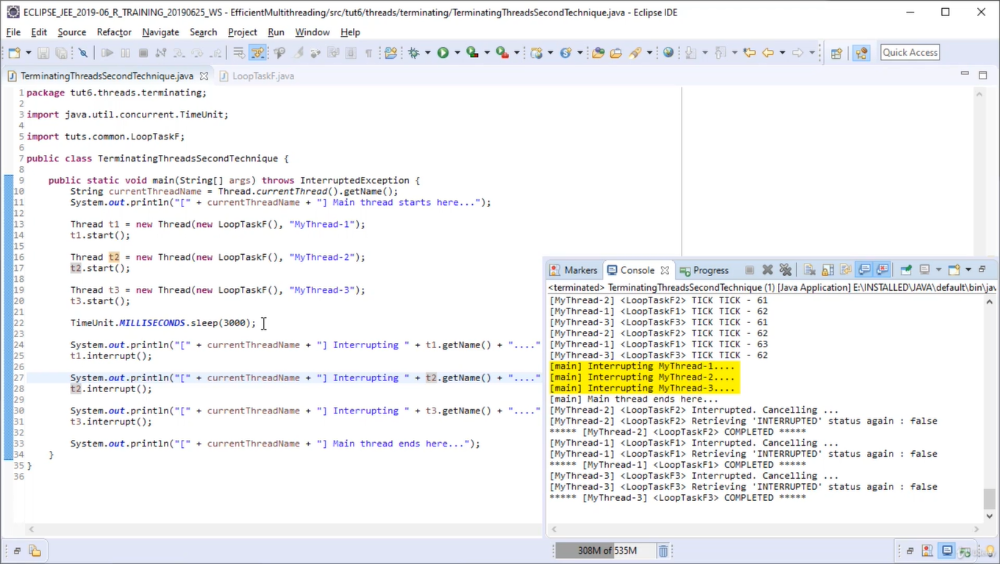 ECLIPSE_JEE_2019-06_R_TRAINING_20190625_WS - EfficientMultithreading/src/tut6/threads/terminating/TerminatingThreadsSecondTechnique.java - Eclipse IDE
File Edit Source Refactor Navigate Search Project Run Window Help
Quick Access
TerminatingThreadsSecondTechnique.java LoopTaskF.java
1 package tut6.threads.terminating;
2
3 import java.util.concurrent.TimeUnit;
4
5 import tuts.common.LoopTaskF;
6
7 public class TerminatingThreadsSecondTechnique {
8
9 public static void main(String[] args) throws InterruptedException {
10 String currentThreadName = Thread.currentThread().getName();
11 System.out.println("[" + currentThreadName + "] Main thread starts here...");
12
13 Thread t1 = new Thread(new LoopTaskF(), "MyThread-1");
14 t1.start();
15
16 Thread t2 = new Thread(new LoopTaskF(), "MyThread-2");
17 t2.start();
18
19 Thread t3 = new Thread(new LoopTaskF(), "MyThread-3");
20 t3.start();
21
22 TimeUnit.MILLISECONDS.sleep(3000);
23
24 System.out.println("[" + currentThreadName + "] Interrupting " + t1.getName() + "...."
25 t1.interrupt();
26
27 System.out.println("[" + currentThreadName + "] Interrupting " + t2.getName() + "...."
28 t2.interrupt();
29
30 System.out.println("[" + currentThreadName + "] Interrupting " + t3.getName() + "...."
31 t3.interrupt();
32
33 System.out.println("[" + currentThreadName + "] Main thread ends here...");
34 }
35 }
36
Markers Console Progress
<terminated> TerminatingThreadsSecondTechnique (1) [Java Application] E:\INSTALLED\JAVA\default\bin\jav
[MyThread-2] <LoopTaskF2> TICK TICK - 61
[MyThread-1] <LoopTaskF1> TICK TICK - 62
[MyThread-3] <LoopTaskF3> TICK TICK - 61
[MyThread-2] <LoopTaskF2> TICK TICK - 62
[MyThread-1] <LoopTaskF1> TICK TICK - 63
[MyThread-3] <LoopTaskF3> TICK TICK - 62
[main] Interrupting MyThread-1....
[main] Interrupting MyThread-2....
[main] Interrupting MyThread-3....
[main] Main thread ends here...
[MyThread-2] <LoopTaskF2> Interrupted. Cancelling ...
[MyThread-2] <LoopTaskF2> Retrieving 'INTERRUPTED' status again : false
***** [MyThread-2] <LoopTaskF2> COMPLETED *****
[MyThread-1] <LoopTaskF1> Interrupted. Cancelling ...
[MyThread-1] <LoopTaskF1> Retrieving 'INTERRUPTED' status again : false
***** [MyThread-1] <LoopTaskF1> COMPLETED *****
[MyThread-3] <LoopTaskF3> Interrupted. Cancelling ...
[MyThread-3] <LoopTaskF3> Retrieving 'INTERRUPTED' status again : false
***** [MyThread-3] <LoopTaskF3> COMPLETED *****
308M of 535M